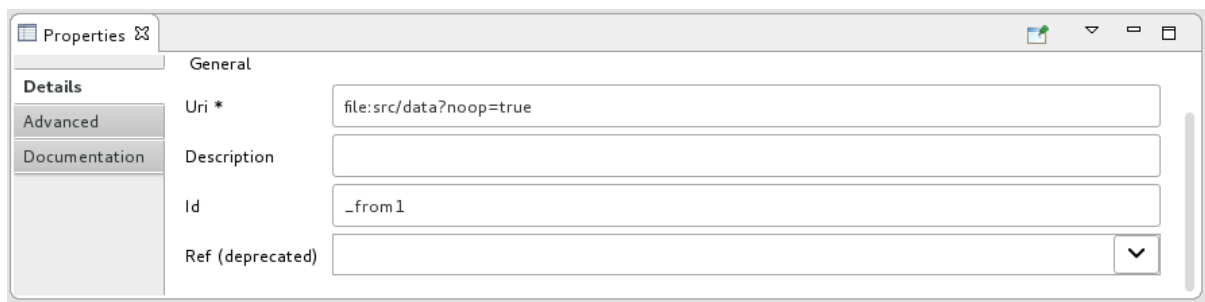 Properties
General
Details
Uri *
file:src/data?noop=true
Advanced
Documentation
Description
Id
_from1
Ref (deprecated)